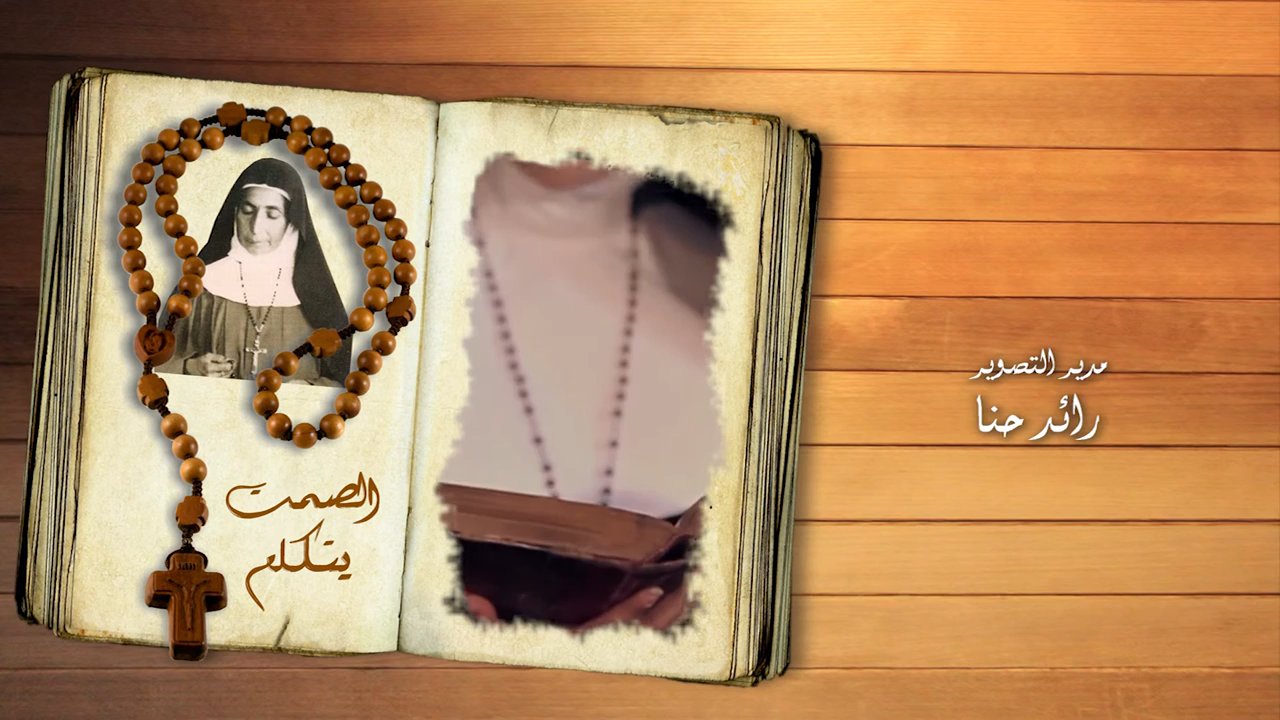 الصمت
يتكلم
مدير التصوير
رائد حنا